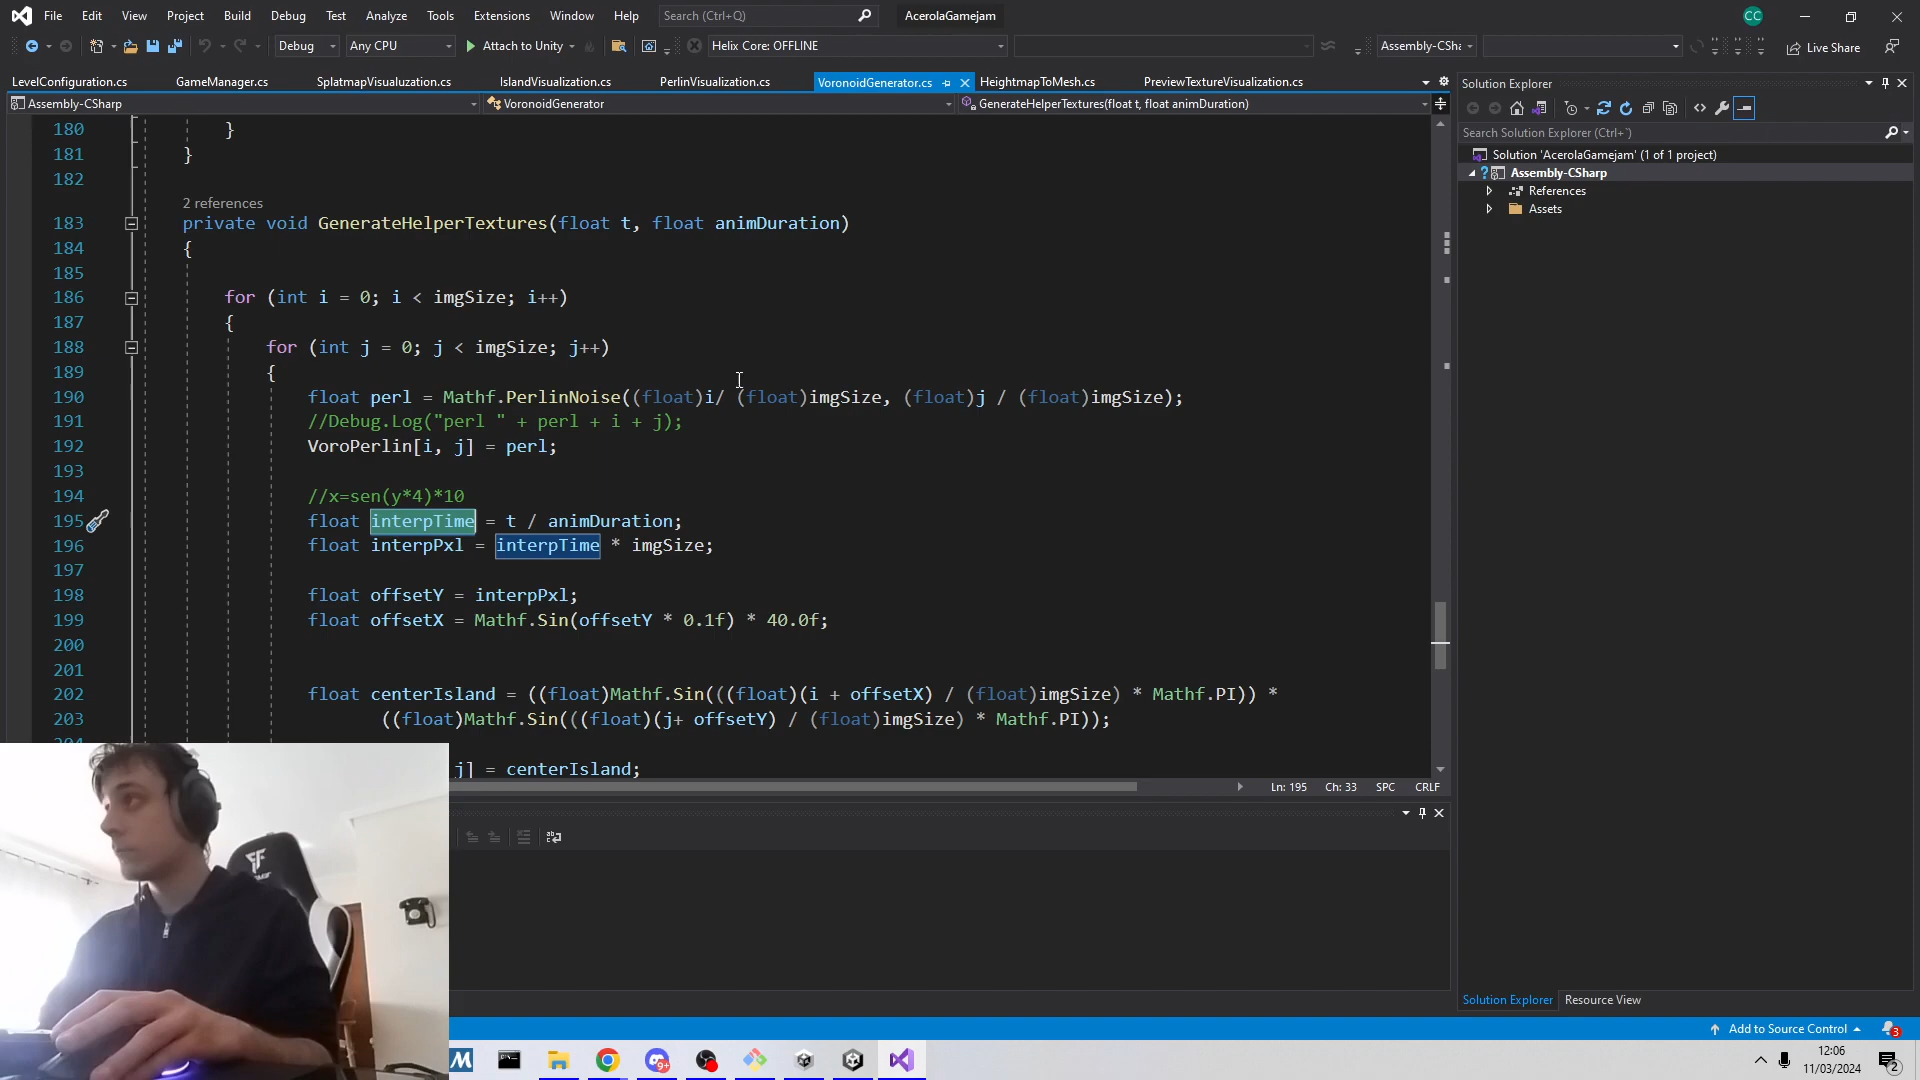 File Edit View Project Build Debug Test Analyze Tools Extensions Window Help Search (Ctrl+Q) AcerolaGamejam CC
Debug Any CPU Attach to Unity Helix Core: OFFLINE Assembly-CSha Live Share
LevelConfiguration.cs GameManager.cs SplatmapVisualuzation.cs IslandVisualization.cs PerlinVisualization.cs VoronoidGenerator.cs HeightmapToMesh.cs PreviewTextureVisualization.cs
Assembly-CSharp VoronoidGenerator GenerateHelperTextures(float t, float animDuration)
180 }
181 }
182
2 references
183 private void GenerateHelperTextures(float t, float animDuration)
184 {
185
186 for (int i = 0; i < imgSize; i++)
187 {
188 for (int j = 0; j < imgSize; j++)
189 {
190 float perl = Mathf.PerlinNoise((float)i/ (float)imgSize, (float)j / (float)imgSize);
191 //Debug.Log("perl " + perl + i + j);
192 VoroPerlin[i, j] = perl;
193
194 //x=sen(y*4)*10
195 float interpTime = t / animDuration;
196 float interpPxl = interpTime * imgSize;
197
198 float offsetY = interpPxl;
199 float offsetX = Mathf.Sin(offsetY * 0.1f) * 40.0f;
200
201
202 float centerIsland = ((float)Mathf.Sin(((float)(i + offsetX) / (float)imgSize) * Mathf.PI)) *
203 ((float)Mathf.Sin(((float)(j+ offsetY) / (float)imgSize) * Mathf.PI));
j] = centerIsland;
Ln: 195 Ch: 33 SPC CRLF
Solution Explorer
Search Solution Explorer (Ctrl+´)
Solution 'AcerolaGamejam' (1 of 1 project)
Assembly-CSharp
References
Assets
Solution Explorer Resource View
Add to Source Control 3
9+
12:06
11/03/2024
2